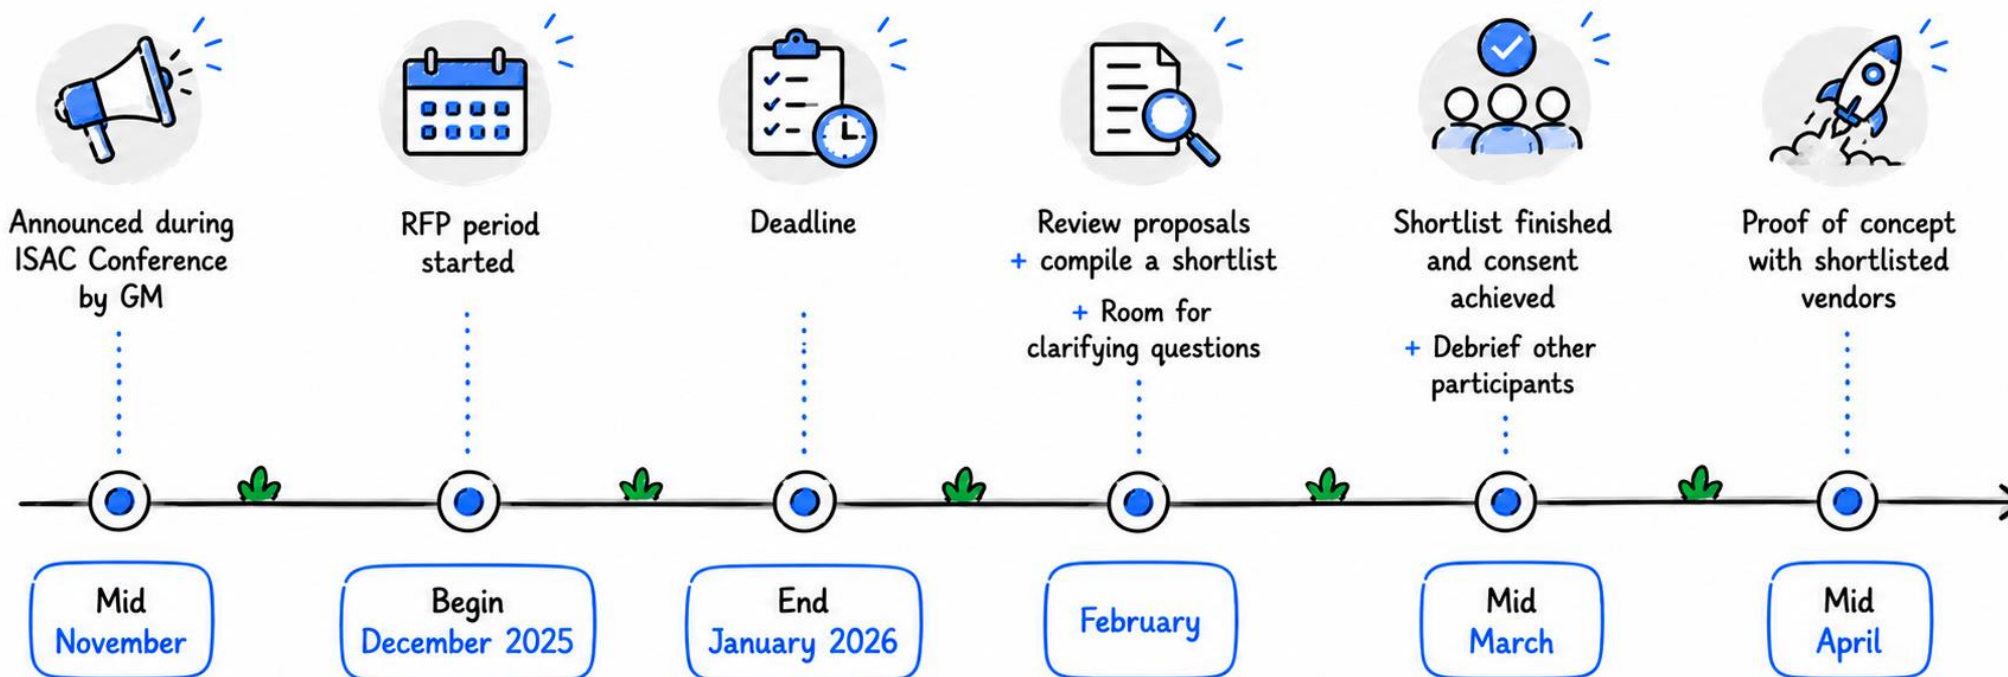 Announced during
ISAC Conference
by GM
RFP period
started
Deadline
Review proposals
+ compile a shortlist
+ Room for
clarifying questions
Shortlist finished
and consent
achieved
+ Debrief other
participants
Proof of concept
with shortlisted
vendors
Mid
November
Begin
December 2025
End
January 2026
February
Mid
March
Mid
April